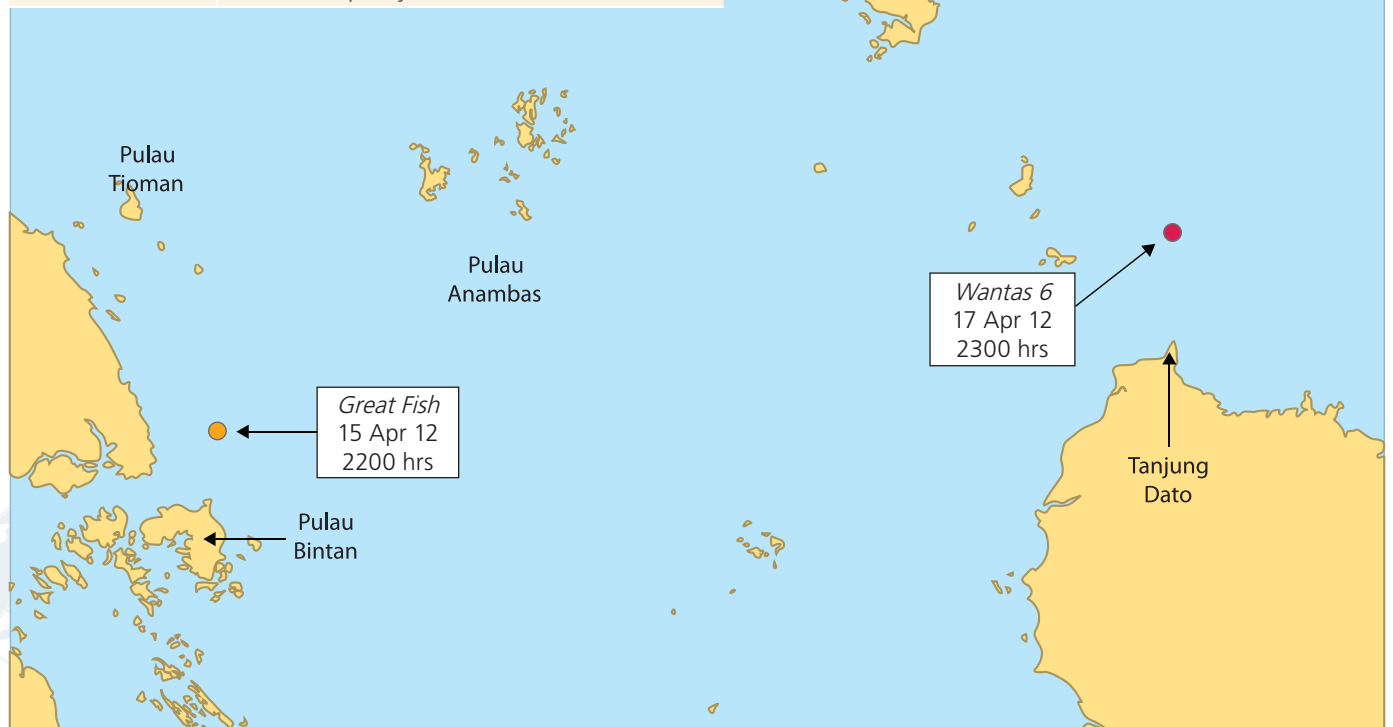 Pulau
Tioman
Pulau
Anambas
Wantas 6
17 Apr 12
2300 hrs
Great Fish
15 Apr 12
2200 hrs
Tanjung
Dato
Pulau
Bintan